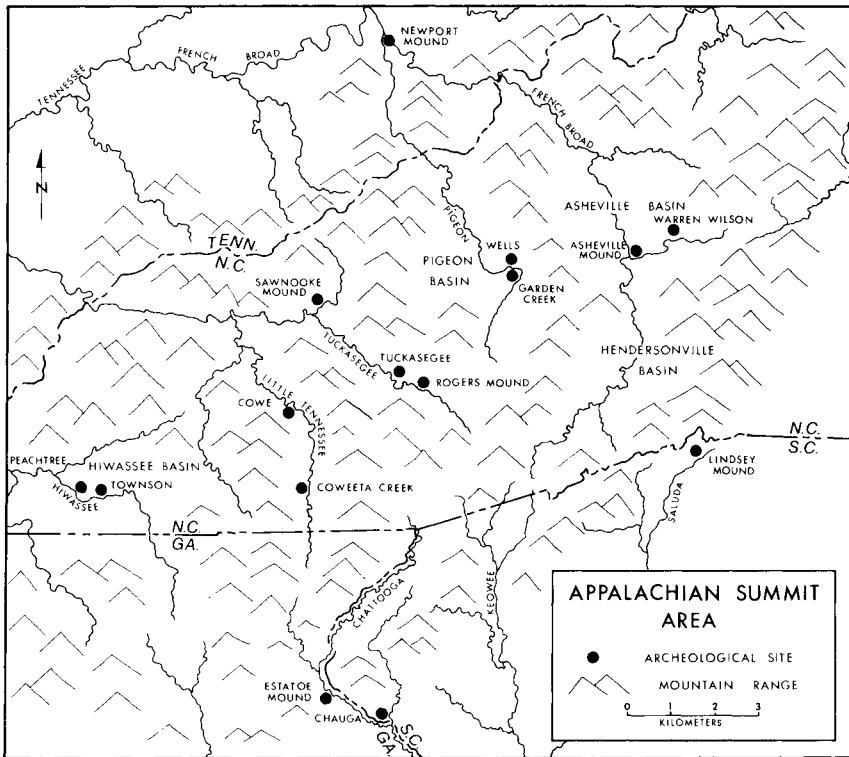 NEWPORT
MOUND
FRENCH
BROAD
TENNESSEE
FRENCH BROAD
N
ASHEVILLE BASIN
WARREN WILSON
ASHEVILLE
MOUND
PIGEON
WELLS
PIGEON
BASIN
GARDEN
CREEK
TENN.
N.C.
SAWNOOKE
MOUND
TUCKASEGEE
TUCKASEGEE
ROGERS MOUND
HENDERSONVILLE
BASIN
LITTLE TENNESSEE
COWE
N.C.
S.C.
LINDSEY
MOUND
PEACHTREE
HIWASSEE BASIN
TOWNSON
HIWASSEE
COWEETA CREEK
SALUDA
N.C.
GA.
CHATTOOGA
KEOWEE
ESTATOE
MOUND
CHAUGA
S.C.
GA.
APPALACHIAN SUMMIT
AREA
ARCHEOLOGICAL SITE
MOUNTAIN RANGE
0 3
KILOMETERS